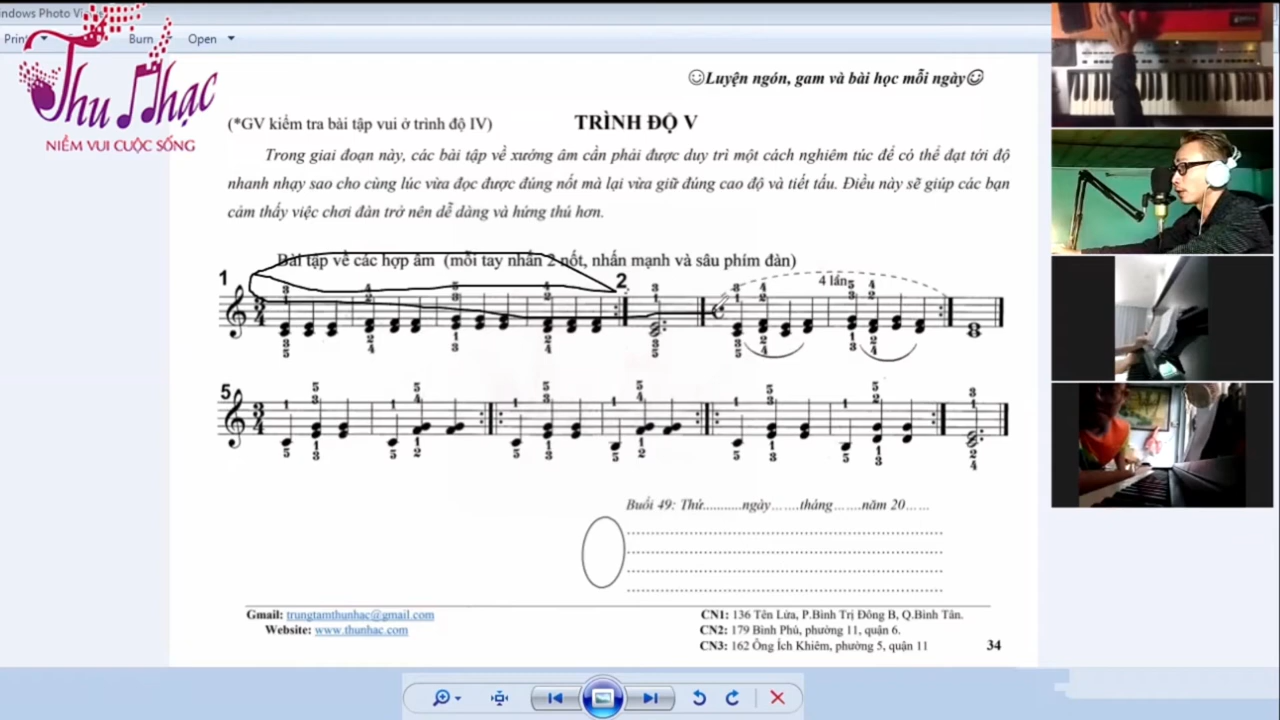 ndows Photo Vi
Print
Burn
Open
Thu Nhạc
NIỀM VUI CUỘC SỐNG
☺Luyện ngón, gam và bài học mỗi ngày☺
(*GV kiểm tra bài tập vui ở trình độ IV)
TRÌNH ĐỘ V
Trong giai đoạn này, các bài tập về xướng âm cần phải được duy trì một cách nghiêm túc để có thể đạt tới độ
nhanh nhạy sao cho cùng lúc vừa đọc được đúng nốt mà lại vừa giữ đúng cao độ và tiết tấu. Điều này sẽ giúp các bạn
cảm thấy việc chơi đàn trở nên dễ dàng và hứng thú hơn.
Bài tập về các hợp âm (mỗi tay nhấn 2 nốt, nhấn mạnh và sâu phím đàn)
1
2
4 lần
5
Buổi 49: Thứ...........ngày.......tháng.......năm 20......
Gmail: trungtamthunhac@gmail.com
Website: www.thunhac.com
CN1: 136 Tên Lửa, P.Bình Trị Đông B, Q.Bình Tân.
CN2: 179 Bình Phú, phường 11, quận 6.
CN3: 162 Ông Ích Khiêm, phường 5, quận 11
34